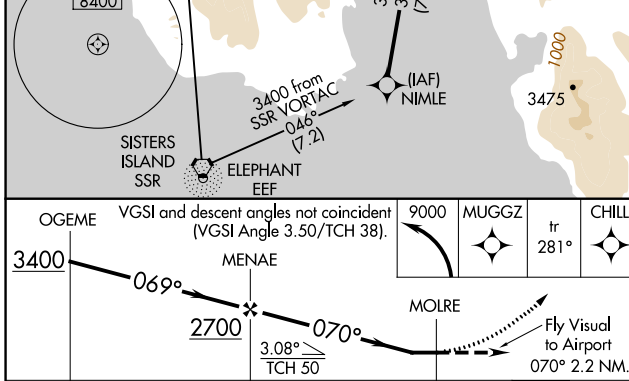 8400
3400 from
SSR VORTAC
046°
(7.2)
(IAF)
NIMLE
1000
3475
SISTERS
ISLAND
SSR
ELEPHANT
EEF
OGEME
VGSI and descent angles not coincident
(VGSI Angle 3.50/TCH 38).
9000
MUGGZ
tr
281°
CHILL
3400
069°
MENAE
2700
070°
3.08°
TCH 50
MOLRE
Fly Visual
to Airport
070° 2.2 NM.